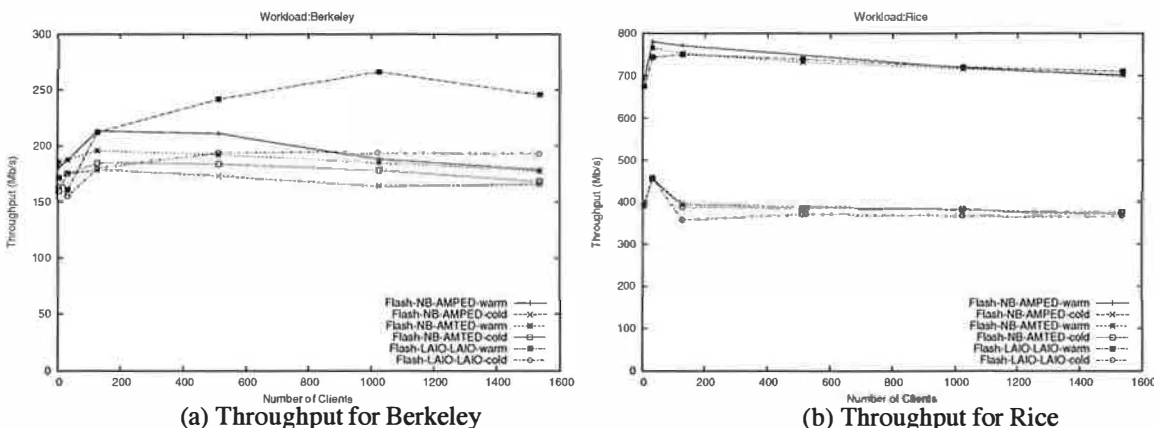 Workload:Berkeley
300
250
200
150
100
50
0
Throughput (Mb/s)
Flash-NB-AMPED-warm
Flash-NB-AMPED-cold
Flash-NB-AMTED-warm
Flash-NB-AMTED-cold
Flash-LAIO-LAIO-warm
Flash-LAIO-LAIO-cold
0 200 400 600 800 1000 1200 1400 1600
Number of Clients
(a) Throughput for Berkeley
Workload:Rice
800
700
600
500
400
300
200
100
0
Throughput (Mb/s)
Flash-NB-AMPED-warm
Flash-NB-AMPED-cold
Flash-NB-AMTED-warm
Flash-NB-AMTED-cold
Flash-LAIO-LAIO-warm
Flash-LAIO-LAIO-cold
0 200 400 600 800 1000 1200 1400 1600
Number of Clients
(b) Throughput for Rice